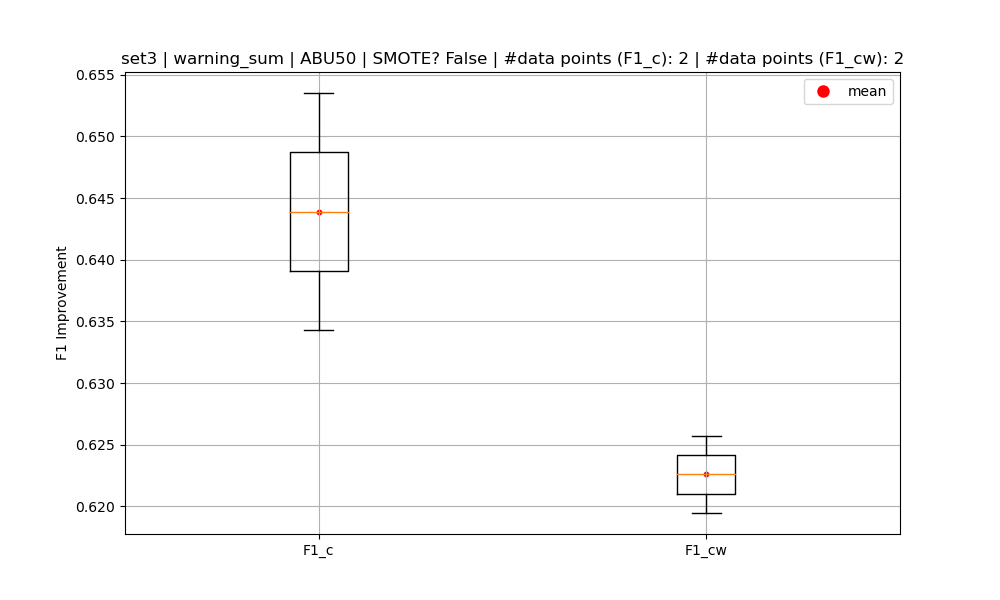 set3 | warning_sum | ABU50 | SMOTE? False | #data points (F1_c): 2 | #data points (F1_cw): 2
mean
0.655
0.650
0.645
0.640
0.635
0.630
0.625
0.620
F1 Improvement
F1_c
F1_cw